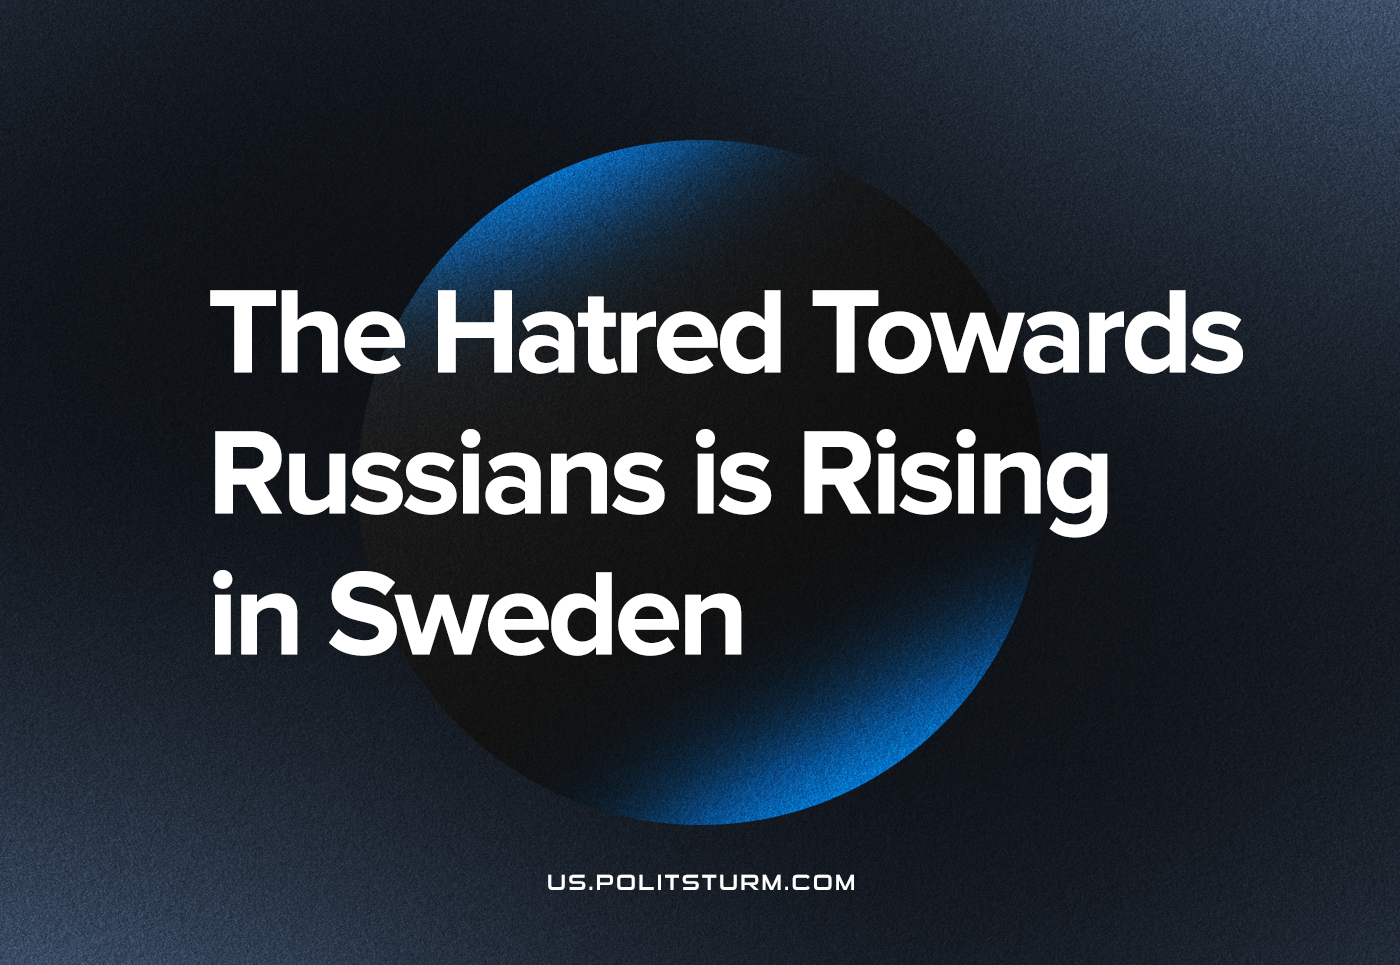 The Hatred Towards
Russians is Rising
in Sweden
US.POLITSTURM.COM